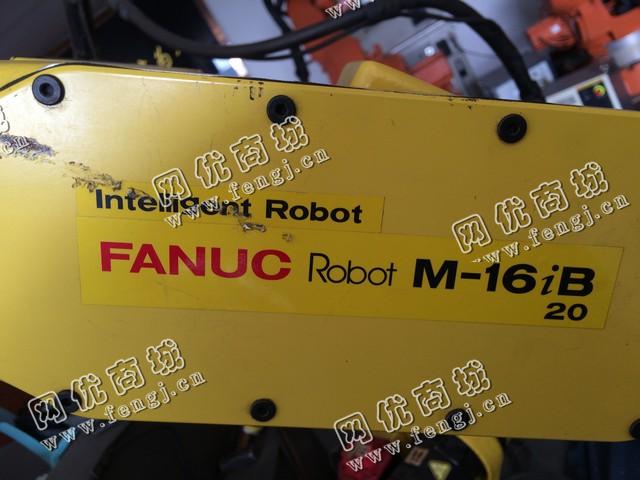 Intelligent Robot
FANUC Robot M-16iB
20
网优商城
www.fengj.cn
网优商城
www.fengj.cn
网优商城
www.fengj.cn
网优商城
www.fengj.cn